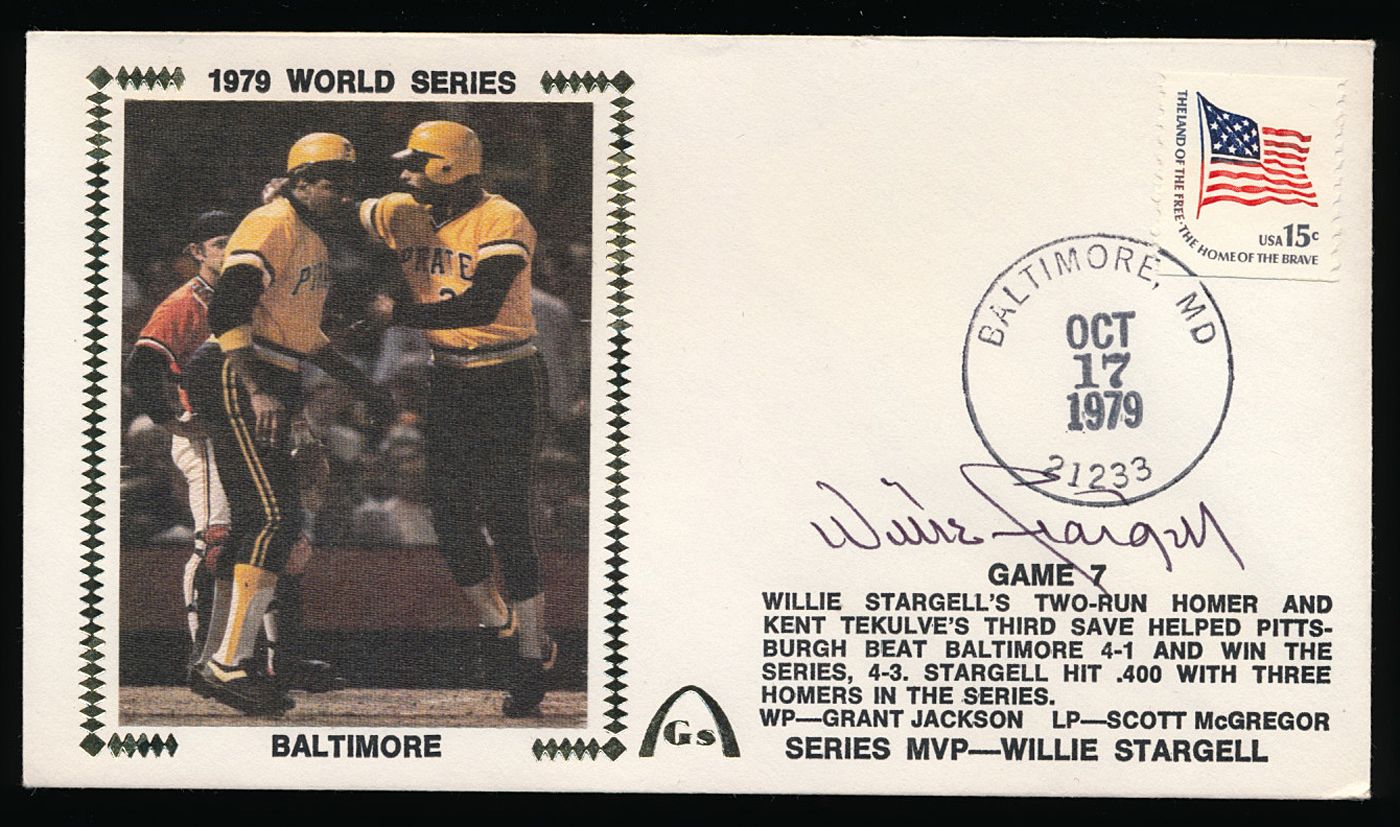 1979 WORLD SERIES
PIRATE
BALTIMORE
THE LAND OF THE FREE · THE HOME OF THE BRAVE
USA 15c
BALTIMORE, MD
OCT
17
1979
21233
Willie Stargell
GAME 7
WILLIE STARGELL'S TWO-RUN HOMER AND
KENT TEKULVE'S THIRD SAVE HELPED PITTS-
BURGH BEAT BALTIMORE 4-1 AND WIN THE
SERIES, 4-3. STARGELL HIT .400 WITH THREE
HOMERS IN THE SERIES.
WP—GRANT JACKSON LP—SCOTT McGREGOR
SERIES MVP—WILLIE STARGELL
Gs